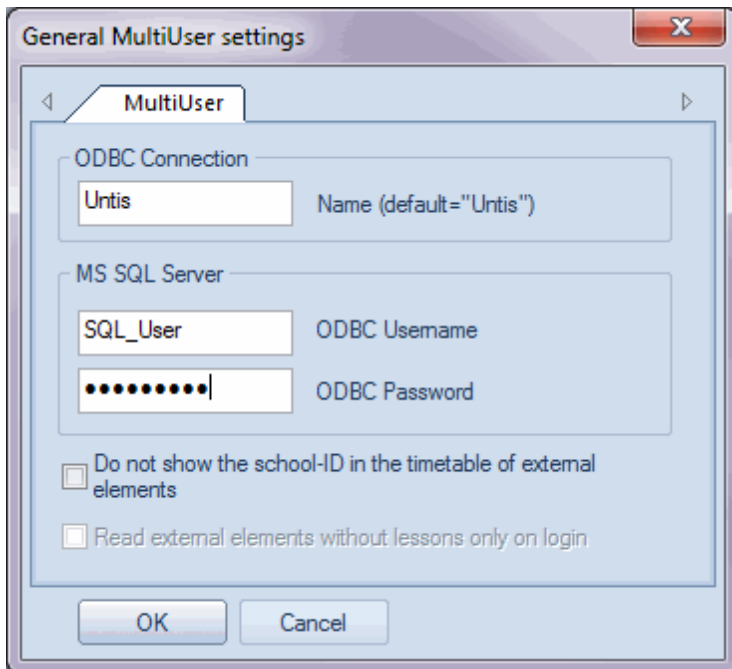 General MultiUser settings
MultiUser
ODBC Connection
Untis
Name (default="Untis")
MS SQL Server
SQL_User
ODBC Username
●●●●●●●●●
ODBC Password
Do not show the school-ID in the timetable of external
elements
Read external elements without lessons only on login
OK
Cancel